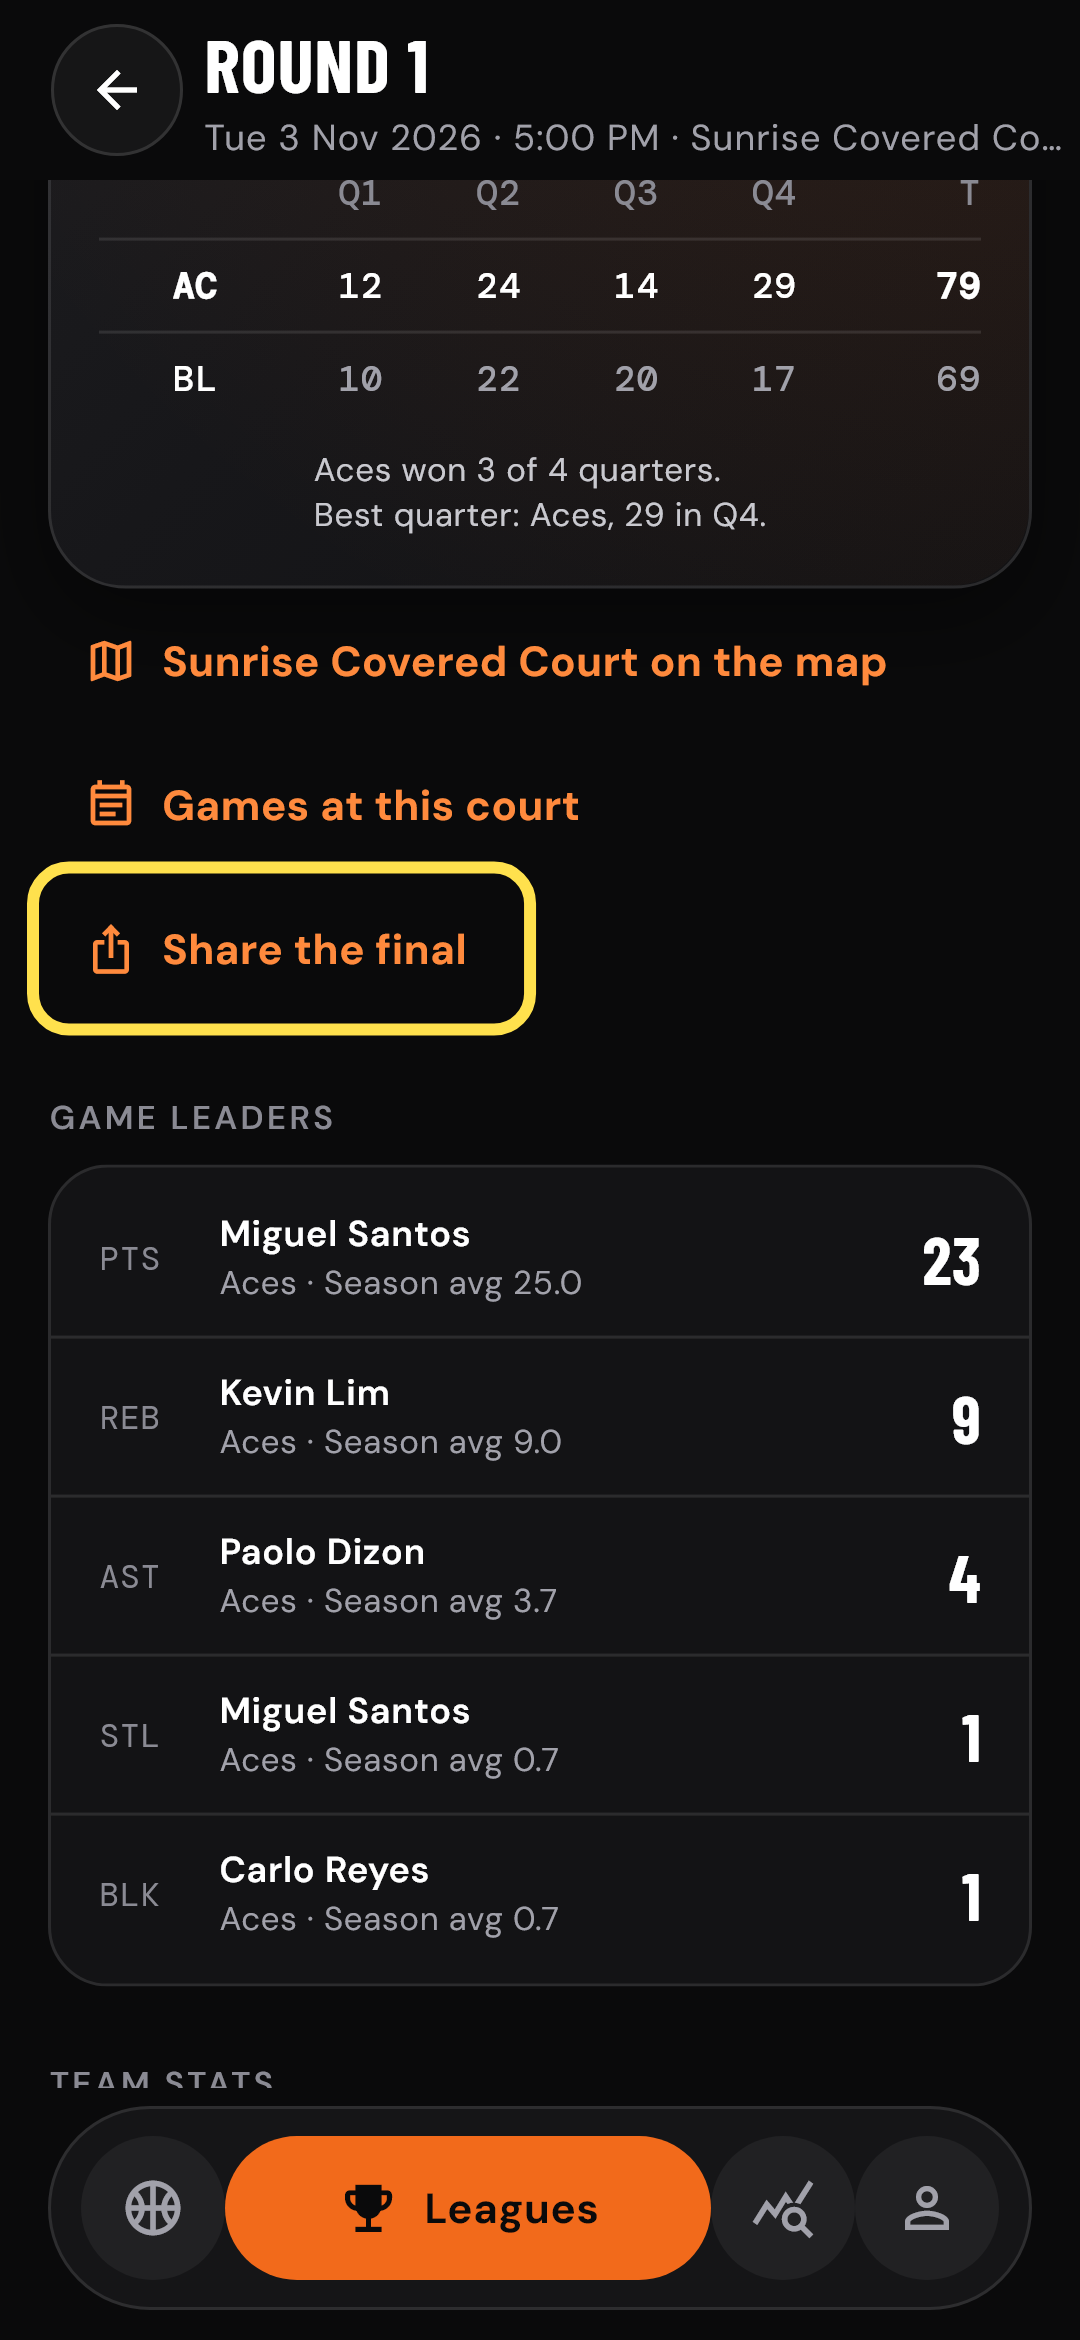 ROUND 1
Tue 3 Nov 2026 · 5:00 PM · Sunrise Covered Co...
Q1 Q2 Q3 Q4 T
AC 12 24 14 29 79
BL 10 22 20 17 69
Aces won 3 of 4 quarters.
Best quarter: Aces, 29 in Q4.
Sunrise Covered Court on the map
Games at this court
Share the final
GAME LEADERS
Miguel Santos
PTS 23
Aces · Season avg 25.0
Kevin Lim
REB 9
Aces · Season avg 9.0
Paolo Dizon
AST 4
Aces · Season avg 3.7
Miguel Santos
STL 1
Aces · Season avg 0.7
Carlo Reyes
BLK 1
Aces · Season avg 0.7
TEAM STATS
Leagues